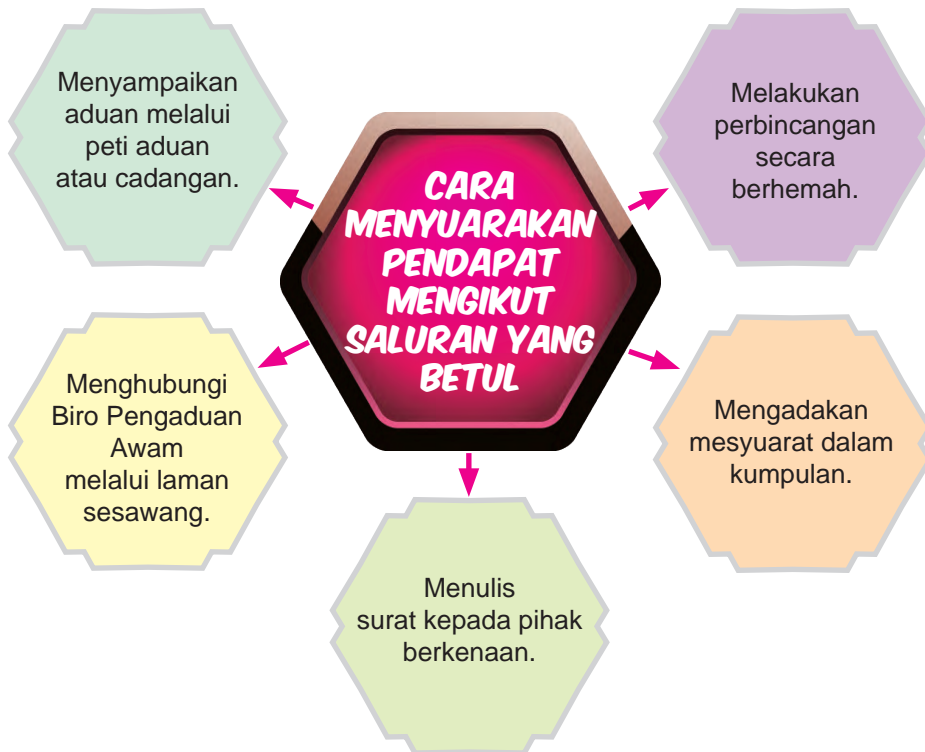 CARA
MENYUARAKAN
PENDAPAT
MENGIKUT
SALURAN YANG
BETUL
Menyampaikan
aduan melalui
peti aduan
atau cadangan.
Melakukan
perbincangan
secara
berhemah.
Menghubungi
Biro Pengaduan
Awam
melalui laman
sesawang.
Mengadakan
mesyuarat dalam
kumpulan.
Menulis
surat kepada pihak
berkenaan.